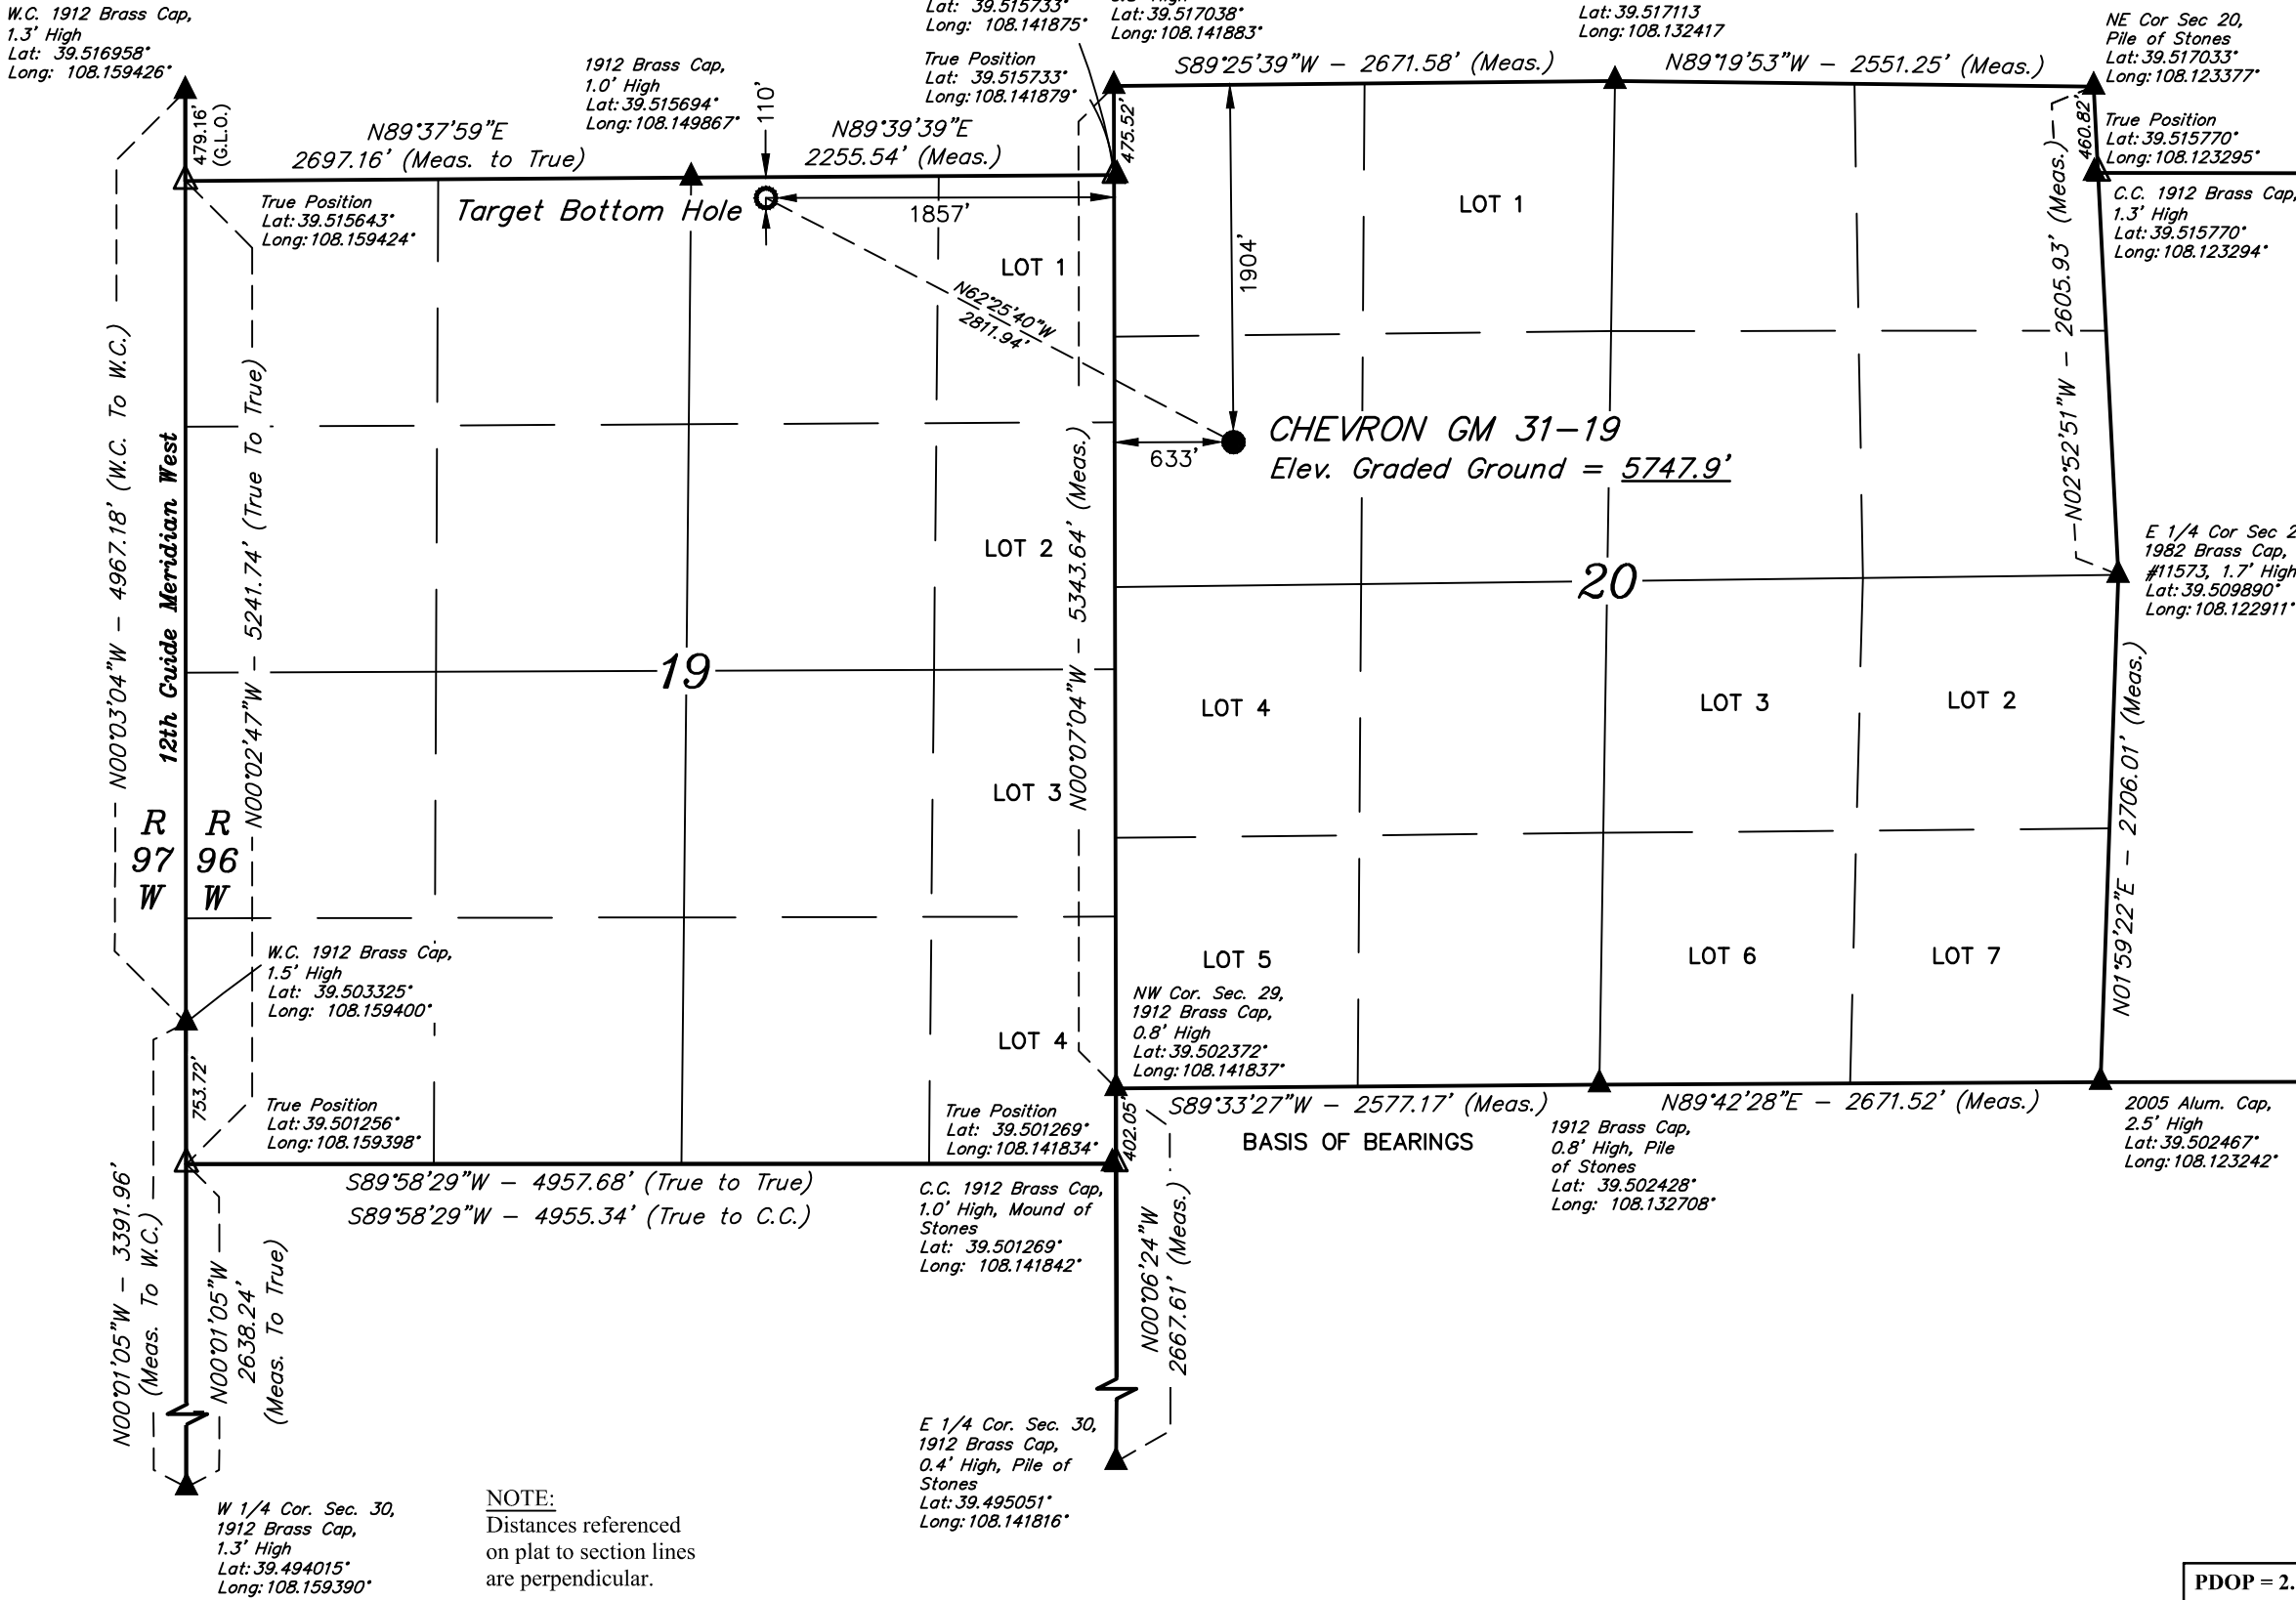 W.C. 1912 Brass Cap,
1.3' High
Lat: 39.516958°
Long: 108.159426°
479.16'
(G.L.O.)
N89°37'59"E
2697.16' (Meas. to True)
1912 Brass Cap,
1.0' High
Lat: 39.515694°
Long: 108.149867°
110'
N89°39'39"E
2255.54' (Meas.)
Lat: 39.515733°
Long: 108.141875°
True Position
Lat: 39.515733°
Long: 108.141879°
Lat: 39.517038°
Long: 108.141883°
475.52'
S89°25'39"W – 2671.58' (Meas.)
Lat: 39.517113
Long: 108.132417
N89°19'53"W – 2551.25' (Meas.)
NE Cor Sec 20,
Pile of Stones
Lat: 39.517033°
Long: 108.123377°
460.82'
True Position
Lat: 39.515770°
Long: 108.123295°
C.C. 1912 Brass Cap,
1.3' High
Lat: 39.515770°
Long: 108.123294°
True Position
Lat: 39.515643°
Long: 108.159424°
Target Bottom Hole
1857'
LOT 1
N62°25'40"W
2811.94'
1904'
LOT 1
N02°52'51"W – 2605.93' (Meas.)
633'
CHEVRON GM 31–19
Elev. Graded Ground = 5747.9'
N00°03'04"W – 4967.18' (W.C. To W.C.)
12th Guide Meridian West
N00°02'47"W – 5241.74' (True To True)
N00°07'04"W – 5343.64' (Meas.)
LOT 2
19
20
E 1/4 Cor Sec
1982 Brass Cap,
#11573, 1.7' High
Lat: 39.509890°
Long: 108.122911°
LOT 3
LOT 4
LOT 3
LOT 2
R
97
W
R
96
W
N01°59'22"E – 2706.01' (Meas.)
W.C. 1912 Brass Cap,
1.5' High
Lat: 39.503325°
Long: 108.159400°
LOT 4
LOT 5
LOT 6
LOT 7
NW Cor. Sec. 29,
1912 Brass Cap,
0.8' High
Lat: 39.502372°
Long: 108.141837°
753.72'
True Position
Lat: 39.501256°
Long: 108.159398°
True Position
Lat: 39.501269°
Long: 108.141834°
402.05'
S89°33'27"W – 2577.17' (Meas.)
BASIS OF BEARINGS
N89°42'28"E – 2671.52' (Meas.)
1912 Brass Cap,
0.8' High, Pile
of Stones
Lat: 39.502428°
Long: 108.132708°
2005 Alum. Cap,
2.5' High
Lat: 39.502467°
Long: 108.123242°
S89°58'29"W – 4957.68' (True to True)
S89°58'29"W – 4955.34' (True to C.C.)
C.C. 1912 Brass Cap,
1.0' High, Mound of
Stones
Lat: 39.501269°
Long: 108.141842°
N00°01'05"W – 3391.96'
(Meas. To W.C.)
N00°01'05"W
2638.24'
(Meas. To True)
N00°06'24"W
2667.61' (Meas.)
E 1/4 Cor. Sec. 30,
1912 Brass Cap,
0.4' High, Pile of
Stones
Lat: 39.495051°
Long: 108.141816°
W 1/4 Cor. Sec. 30,
1912 Brass Cap,
1.3' High
Lat: 39.494015°
Long: 108.159390°
NOTE:
Distances referenced
on plat to section lines
are perpendicular.
PDOP = 2.